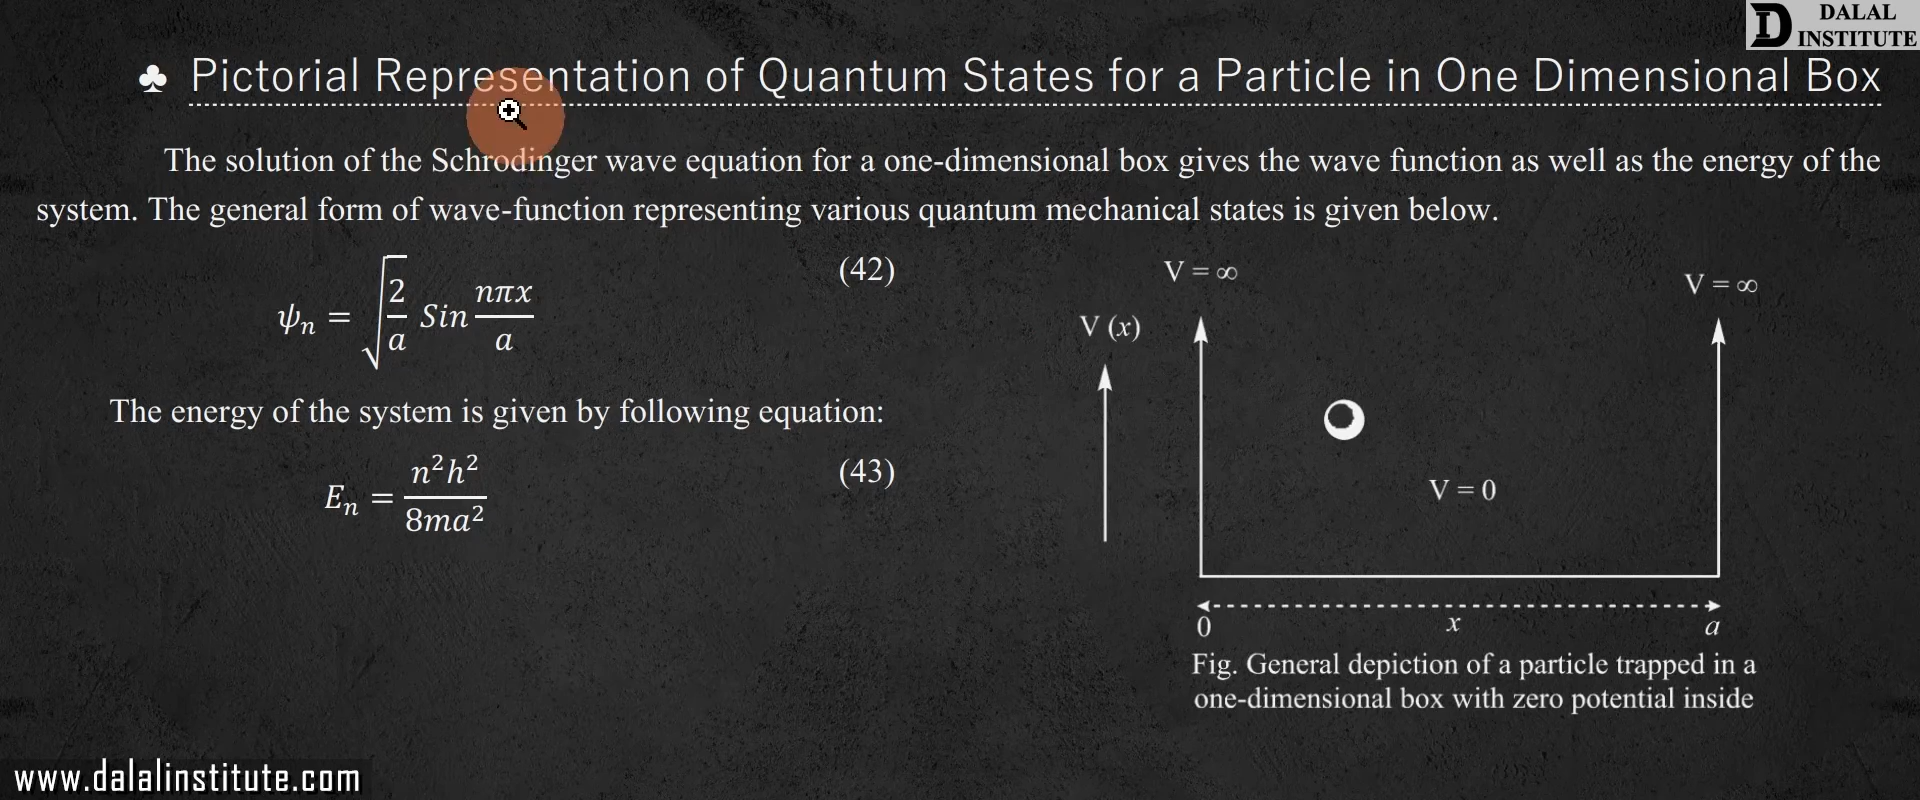 DALAL
INSTITUTE
♣ Pictorial Representation of Quantum States for a Particle in One Dimensional Box
The solution of the Schrodinger wave equation for a one-dimensional box gives the wave function as well as the energy of the
system. The general form of wave-function representing various quantum mechanical states is given below.
ψₙ = √(2/a) Sin nπx/a (42)
The energy of the system is given by following equation:
Eₙ = n²h²/8ma² (43)
V = ∞
V = ∞
V (x)
V = 0
0 x a
Fig. General depiction of a particle trapped in a
one-dimensional box with zero potential inside
www.dalalinstitute.com